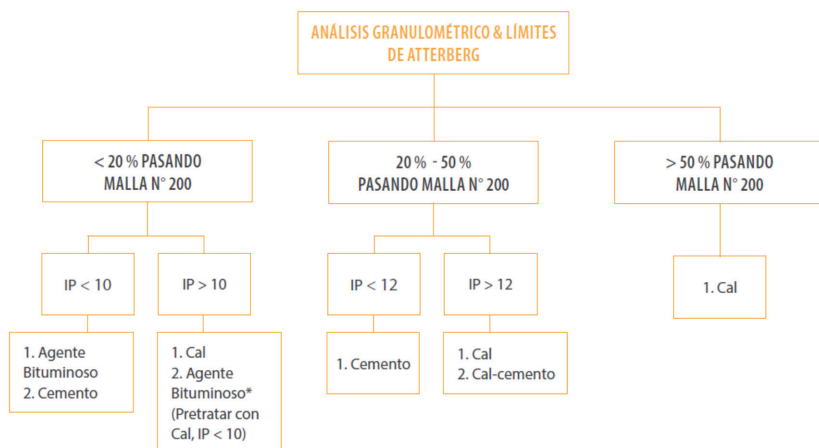 ANÁLISIS GRANULOMÉTRICO & LÍMITES
DE ATTERBERG
< 20 % PASANDO
MALLA N° 200
20 % - 50 %
PASANDO MALLA N° 200
> 50 % PASANDO
MALLA N° 200
IP < 10
IP > 10
IP < 12
IP > 12
1. Cal
1. Agente
Bituminoso
2. Cemento
1. Cal
2. Agente
Bituminoso*
(Pretratar con
Cal, IP < 10)
1. Cemento
1. Cal
2. Cal-cemento